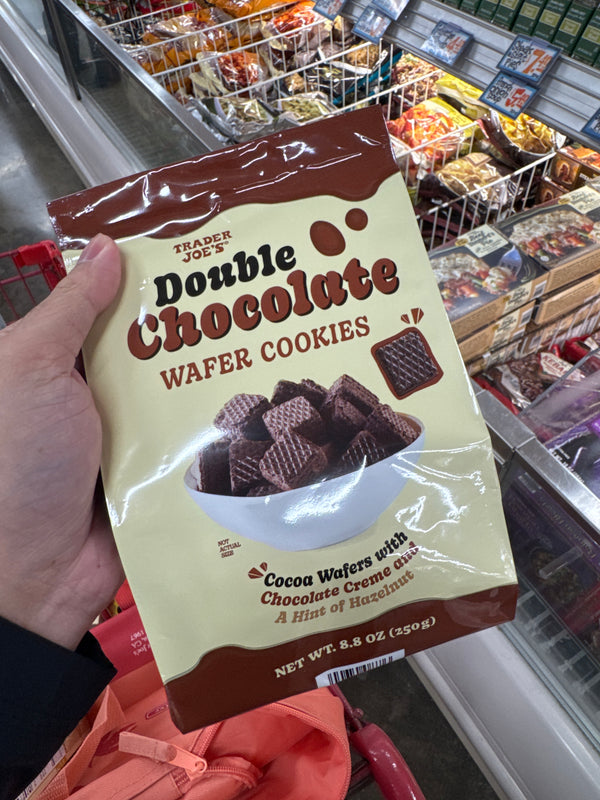 TRADER
JOE'S
Double
Chocolate
WAFER COOKIES
NOT
ACTUAL
SIZE
Cocoa Wafers with
Chocolate Creme and
A Hint of Hazelnut
NET WT. 8.8 OZ (250g)